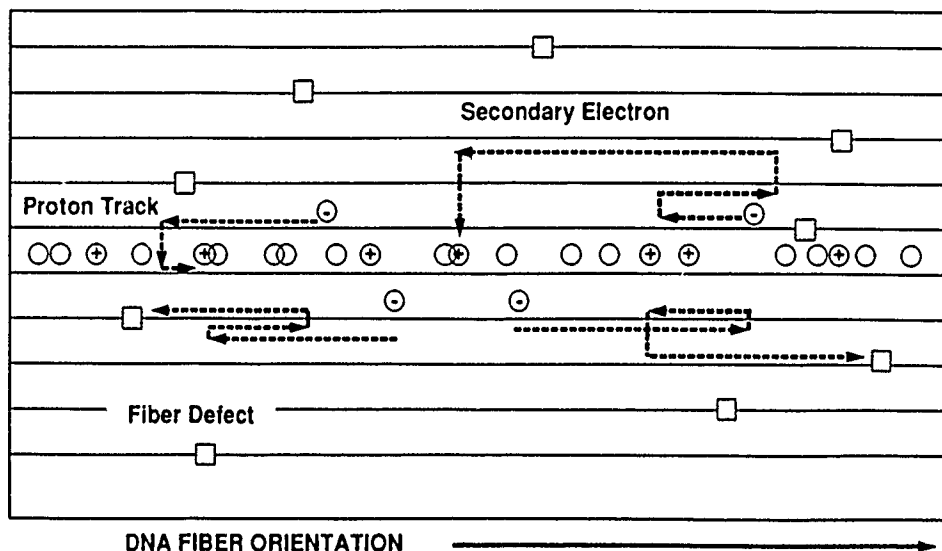 Secondary Electron
Proton Track
Fiber Defect
DNA FIBER ORIENTATION